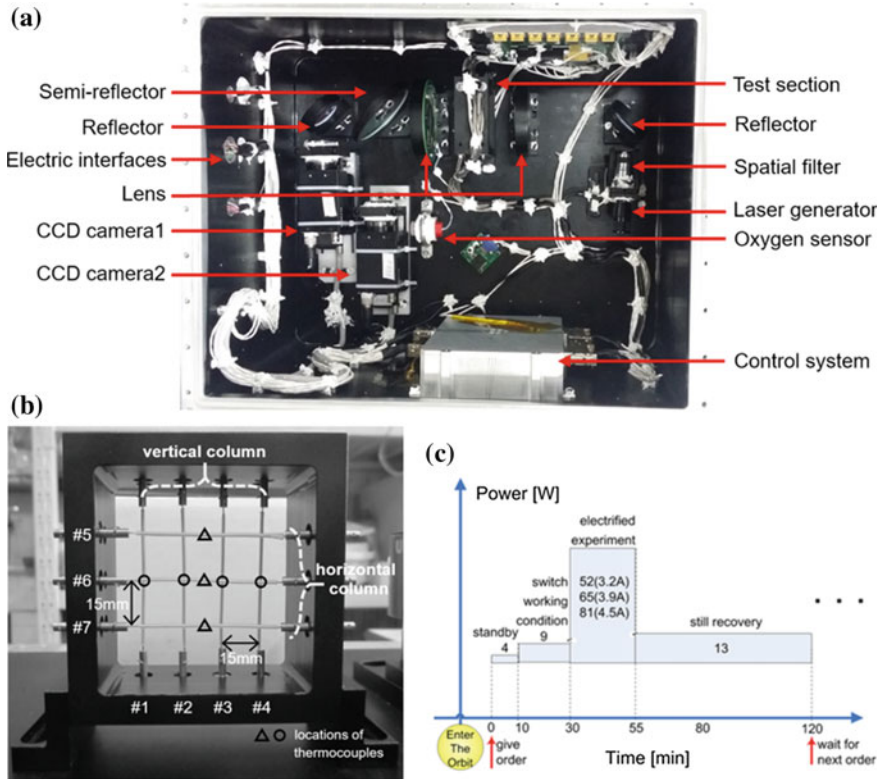 (a)
Semi-reflector
Reflector
Electric interfaces
Lens
CCD camera1
CCD camera2
Test section
Reflector
Spatial filter
Laser generator
Oxygen sensor
Control system
(b)
vertical column
#5
#6
#7
horizontal column
15mm
15mm
#1 #2 #3 #4
△ ○ locations of
thermocouples
(c)
Power [W]
electrified
experiment
switch
working
condition
52(3.2A)
65(3.9A)
81(4.5A)
standby
4
9
still recovery
13
• • •
Enter
The
Orbit
0 10 30 55 80 120
give
order
Time [min]
wait for
next order